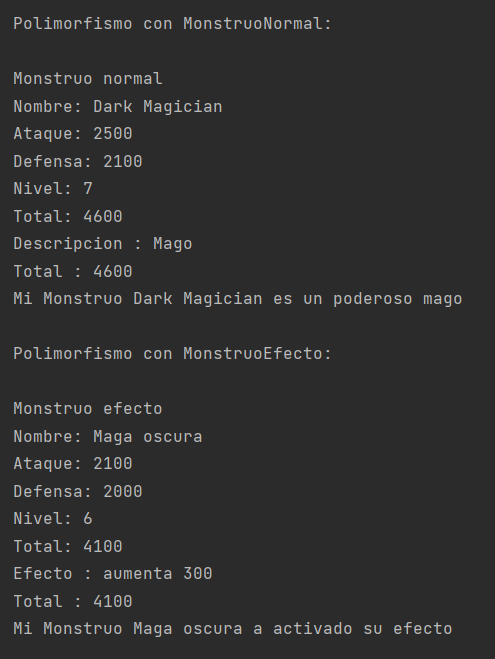 Polimorfismo con MonstruoNormal:
Monstruo normal
Nombre: Dark Magician
Ataque: 2500
Defensa: 2100
Nivel: 7
Total: 4600
Descripcion : Mago
Total : 4600
Mi Monstruo Dark Magician es un poderoso mago
Polimorfismo con MonstruoEfecto:
Monstruo efecto
Nombre: Maga oscura
Ataque: 2100
Defensa: 2000
Nivel: 6
Total: 4100
Efecto : aumenta 300
Total : 4100
Mi Monstruo Maga oscura a activado su efecto